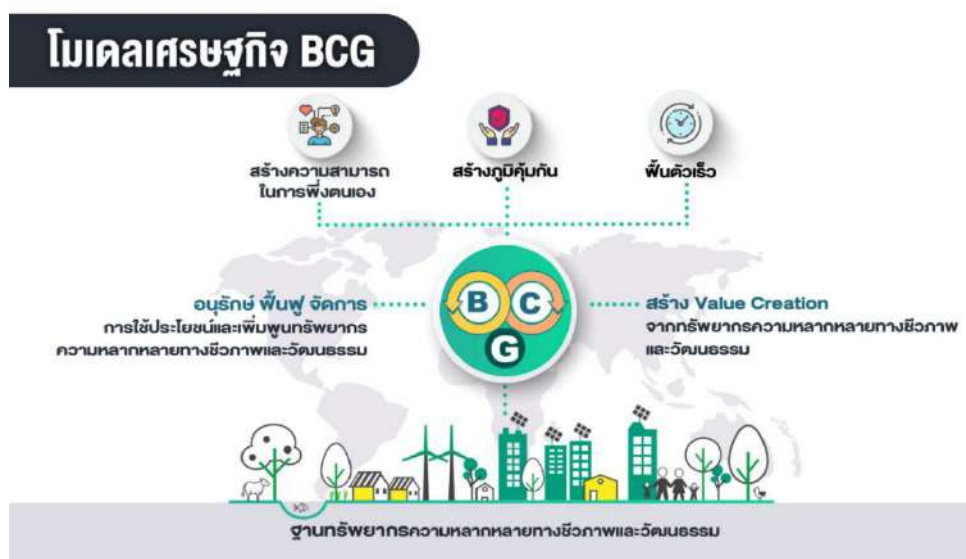 โมเดลเศรษฐกิจ BCG
สร้างความสามารถ
ในการพึ่งตนเอง
สร้างภูมิคุ้มกัน
ฟื้นตัวเร็ว
อนุรักษ์ ฟื้นฟู จัดการ
การใช้ประโยชน์และเพิ่มพูนทรัพยากร
ความหลากหลายทางชีวภาพและวัฒนธรรม
B C
G
สร้าง Value Creation
จากทรัพยากรความหลากหลายทางชีวภาพ
และวัฒนธรรม
ฐานทรัพยากรความหลากหลายทางชีวภาพและวัฒนธรรม